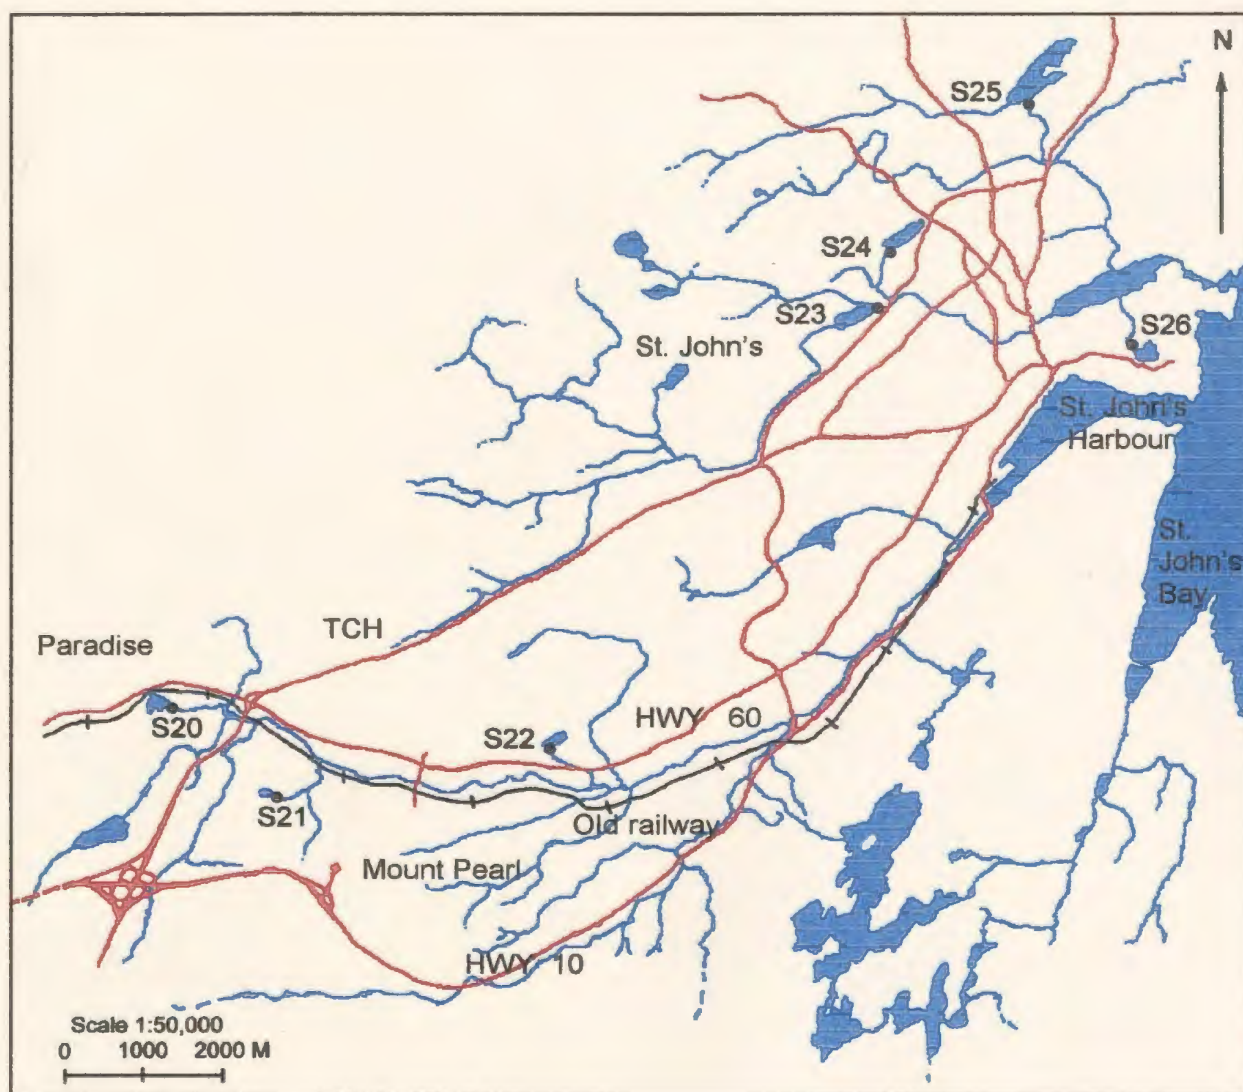 N
S25
S24
S23
S26
St. John's
St. John's
Harbour
St.
John's
Bay
Paradise
TCH
S20
S22
HWY 60
S21
Old railway
Mount Pearl
HWY 10
Scale 1:50,000
0 1000 2000 M